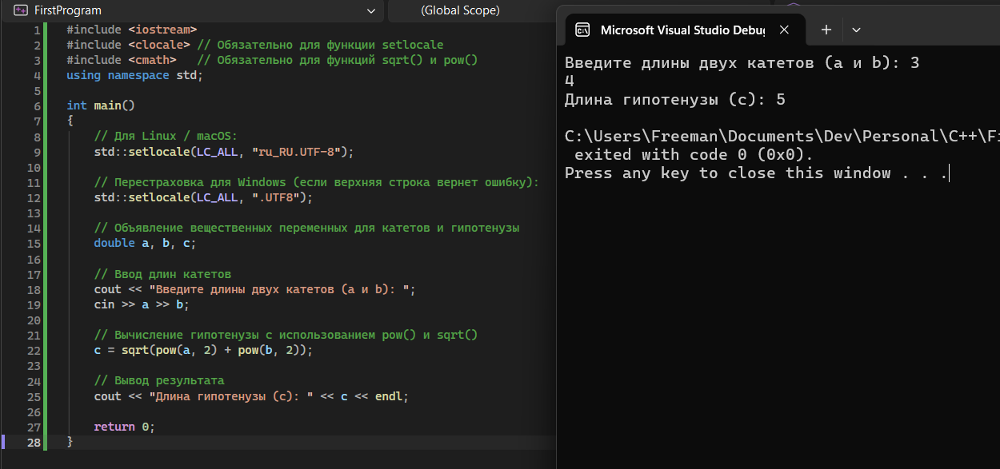 FirstProgram
(Global Scope)
1 #include <iostream>
2 #include <clocale> // Обязательно для функции setlocale
3 #include <cmath>   // Обязательно для функций sqrt() и pow()
4 using namespace std;
5
6 int main()
7 {
8     // Для Linux / macOS:
9     std::setlocale(LC_ALL, "ru_RU.UTF-8");
10
11     // Перестраховка для Windows (если верхняя строка вернет ошибку):
12     std::setlocale(LC_ALL, ".UTF8");
13
14     // Объявление вещественных переменных для катетов и гипотенузы
15     double a, b, c;
16
17     // Ввод длин катетов
18     cout << "Введите длины двух катетов (a и b): ";
19     cin >> a >> b;
20
21     // Вычисление гипотенузы с использованием pow() и sqrt()
22     c = sqrt(pow(a, 2) + pow(b, 2));
23
24     // Вывод результата
25     cout << "Длина гипотенузы (c): " << c << endl;
26
27     return 0;
28 }
Microsoft Visual Studio Debug
Введите длины двух катетов (a и b): 3
4
Длина гипотенузы (c): 5
C:\Users\Freeman\Documents\Dev\Personal\C++\Fi
exited with code 0 (0x0).
Press any key to close this window . . .